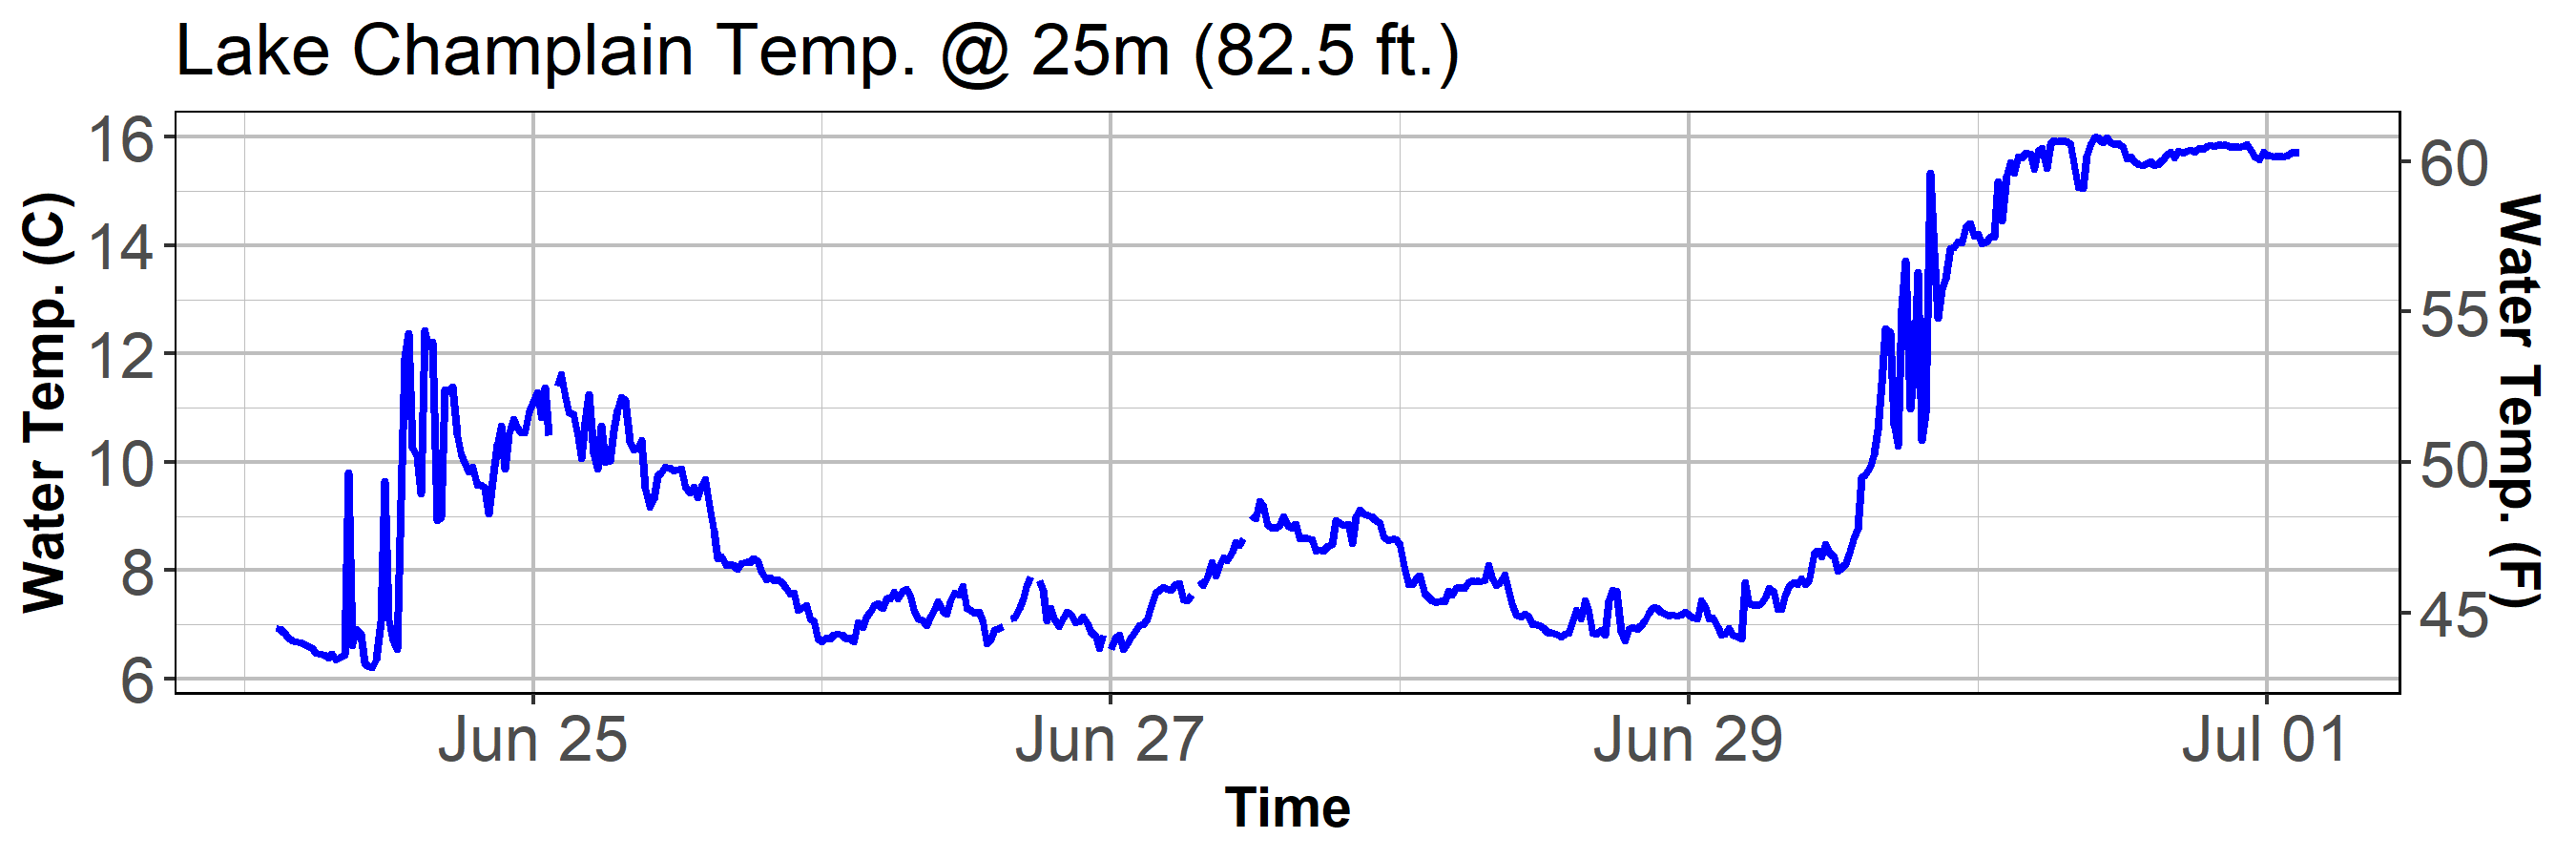 Lake Champlain Temp. @ 25m (82.5 ft.)
Water Temp. (C)
16
14
12
10
8
6
60
55
50
45
Water Temp. (F)
Jun 25
Jun 27
Jun 29
Jul 01
Time